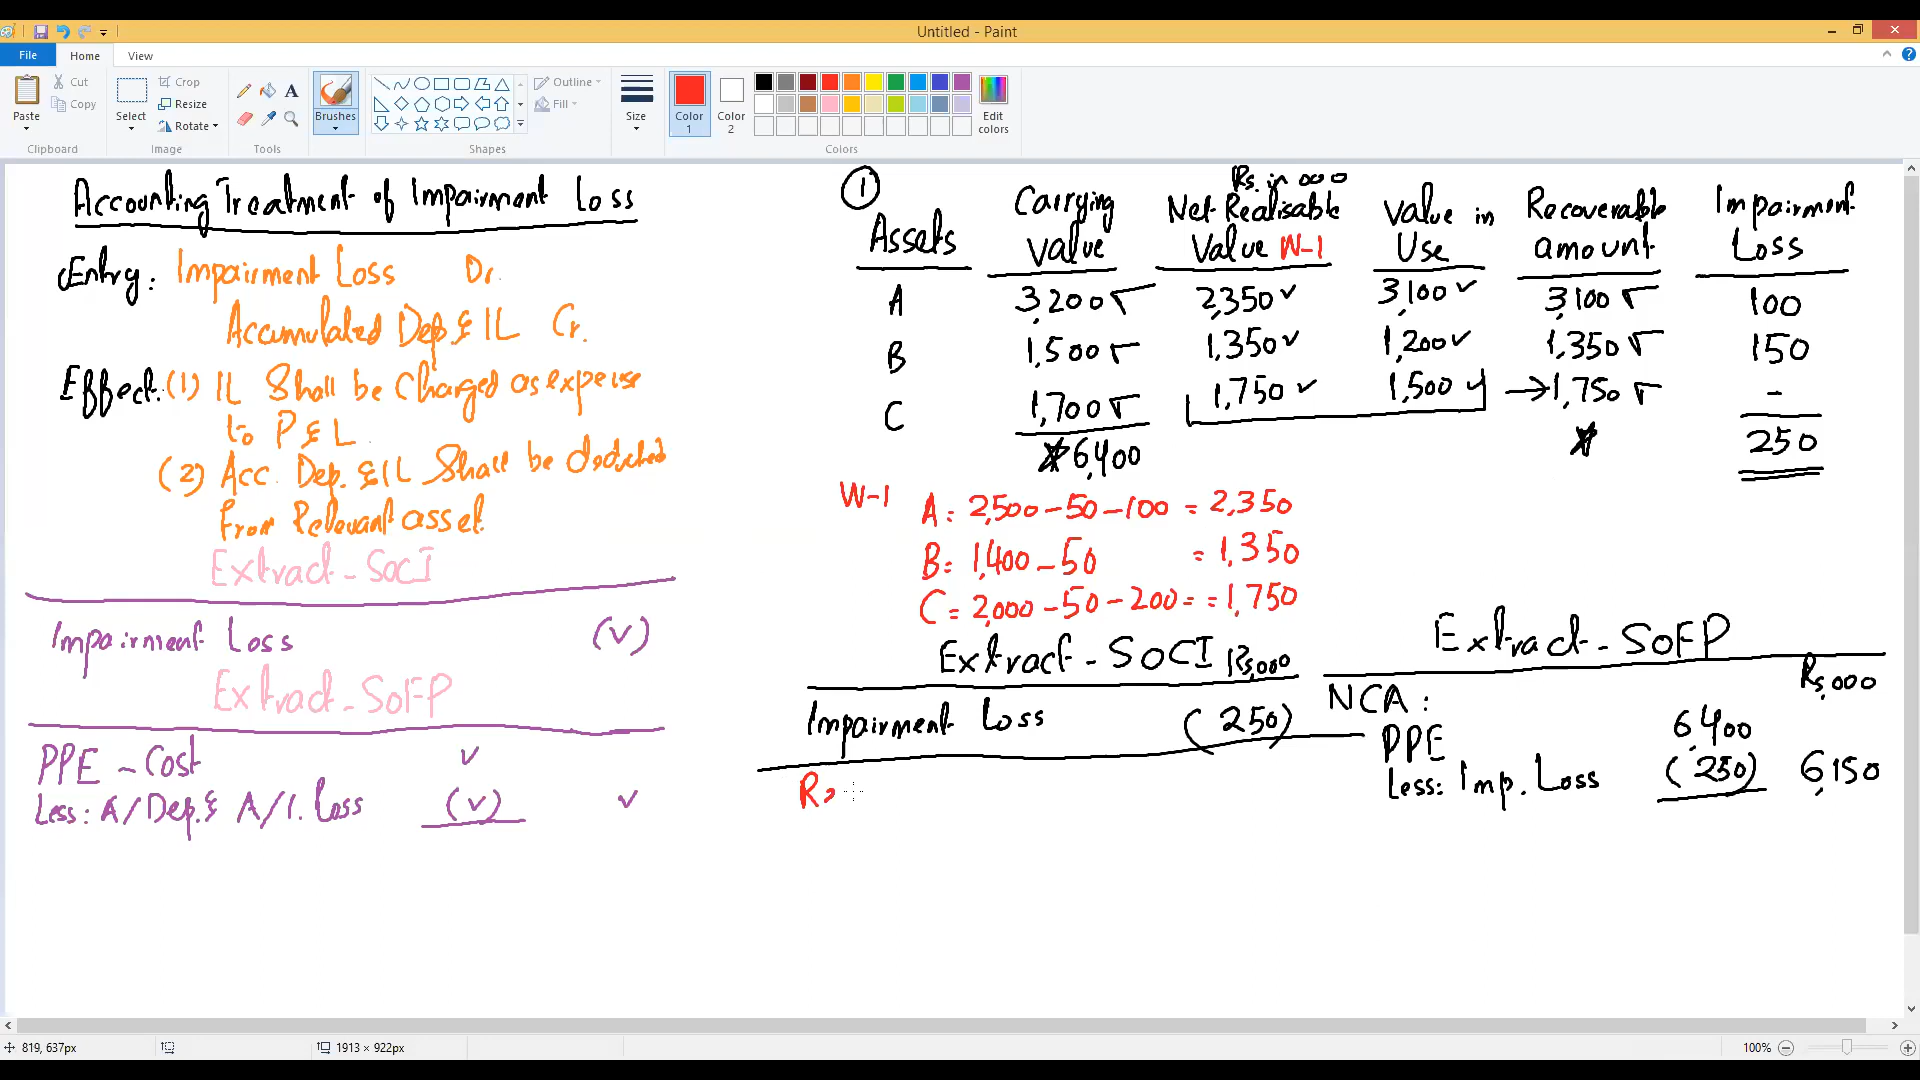 Untitled - Paint
File Home View
Paste Cut Copy Select Crop Resize Rotate Brushes Outline Fill Size Color 1 Color 2 Edit colors
Clipboard Image Tools Shapes Colors
Accounting Treatment of Impairment Loss
Entry: Impairment Loss Dr.
Accumulated Dep. & IL Cr.
Effect: (1) IL Shall be Charged as expense
to P & L
(2) Acc. Dep. & IL Shall be deducted
from Relevant asset
Extract - SOCI
Impairment Loss (✓)
Extract - SOFP
PPE - Cost ✓
Less: A/Dep. & A/I. Loss (✓) ✓
① Rs. in 000
Assets Carrying Value Net Realisable Value W-1 Value in Use Recoverable amount Impairment Loss
A 3,200 2,350 ✓ 3,100 ✓ 3,100 100
B 1,500 1,350 ✓ 1,200 ✓ 1,350 150
C 1,700 1,750 ✓ 1,500 ✓ → 1,750 -
* 6,400 * 250
W-1 A = 2,500 - 50 - 100 = 2,350
B = 1,400 - 50 = 1,350
C = 2,000 - 50 - 200 = = 1,750
Extract - SOCI Rs,000
Impairment Loss (250)
R
Extract - SOFP
Rs,000
NCA:
PPE 6,400
Less: Imp. Loss (250) 6,150
819, 637px 1913 × 922px 100%